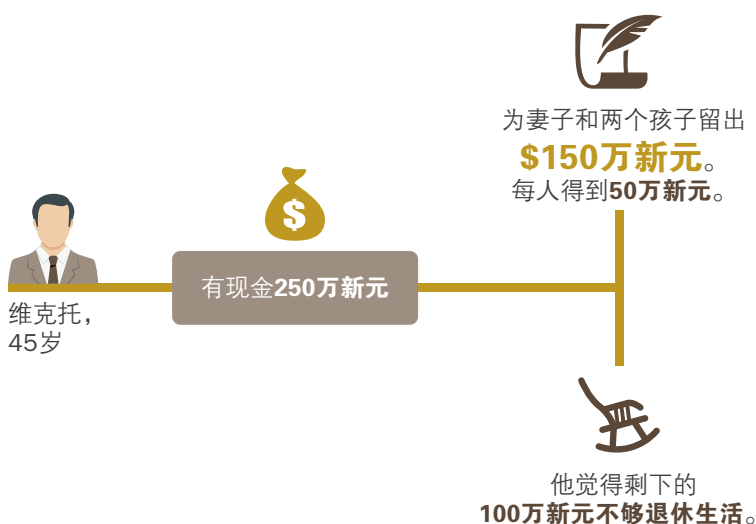 为妻子和两个孩子留出
$150万新元。
每人得到50万新元。
$
有现金250万新元
维克托，
45岁
他觉得剩下的
100万新元不够退休生活。